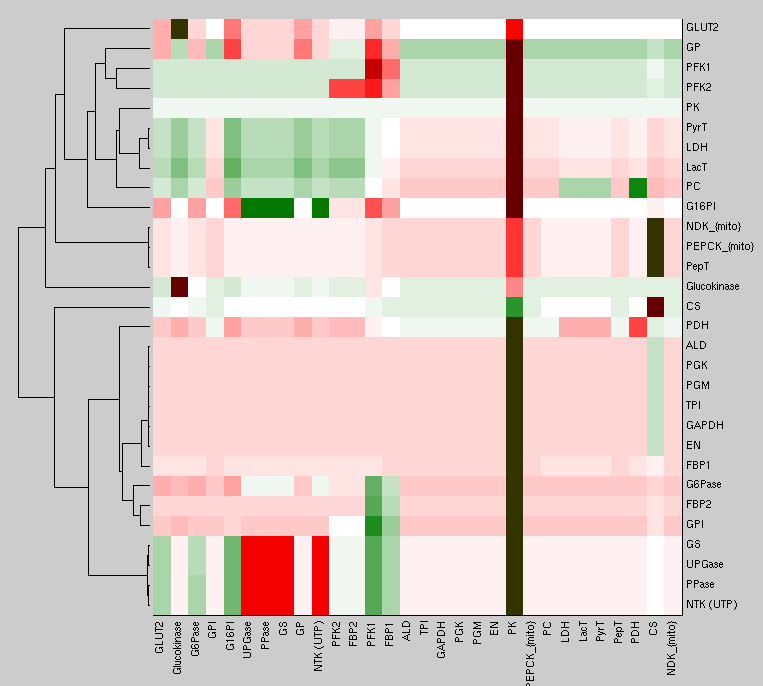 GLUT2
GP
PFK1
PFK2
PK
PyrT
LDH
LacT
PC
G16PI
NDK_(mito)
PEPCK_(mito)
PepT
Glucokinase
CS
PDH
ALD
PGK
PGM
TPI
GAPDH
EN
FBP1
G6Pase
FBP2
GPI
GS
UPGase
PPase
NTK (UTP)
GLUT2
Glucokinase
G6Pase
GPI
G16PI
UPGase
PPase
GS
GP
NTK (UTP)
PFK2
FBP2
PFK1
FBP1
ALD
TPI
GAPDH
PGK
PGM
EN
PK
PEPCK_(mito)
PC
LDH
LacT
PyrT
PepT
PDH
CS
NDK_(mito)